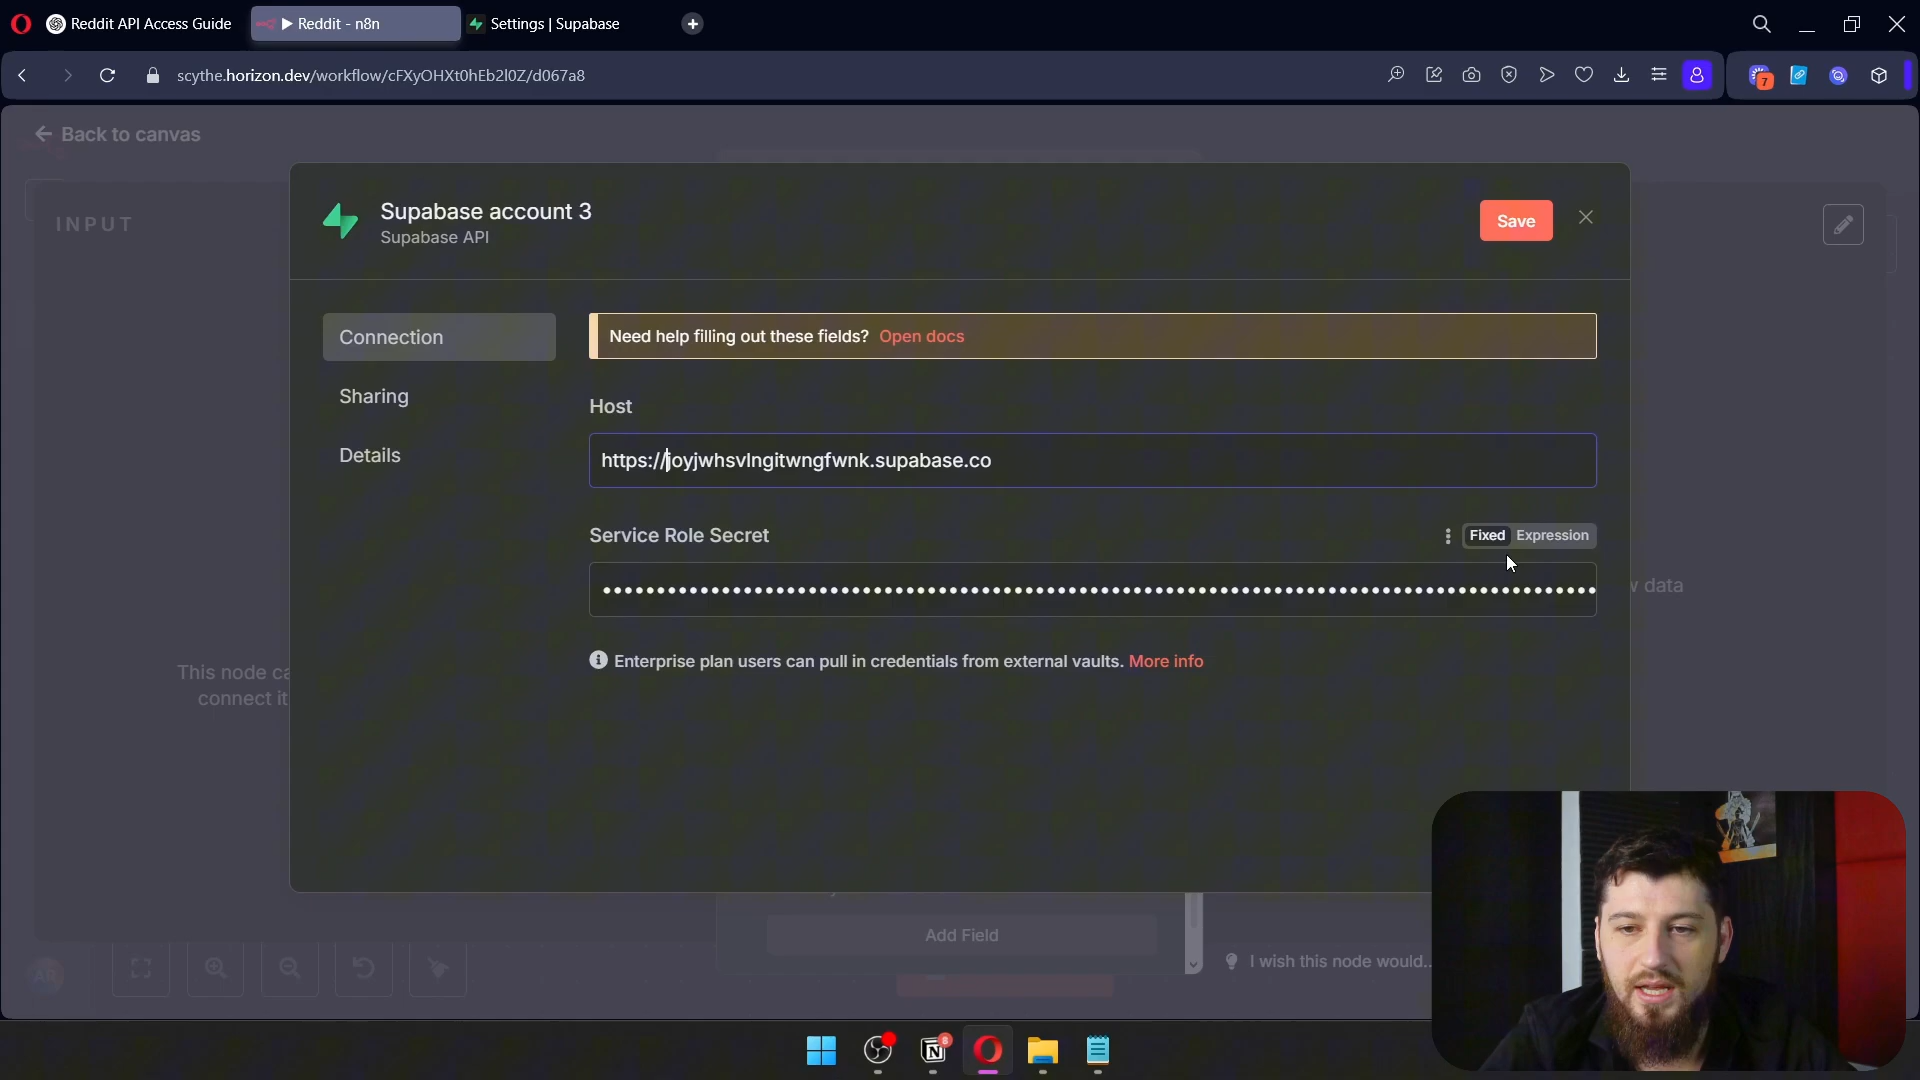 Reddit API Access Guide
▶ Reddit - n8n
Settings | Supabase
scythe.horizon.dev/workflow/cFXyOHXt0hEb2l0Z/d067a8
7
Back to canvas
INPUT
Supabase account 3
Supabase API
Save
Connection
Sharing
Details
Need help filling out these fields? Open docs
Host
https://joyjwhsvlngitwngfwnk.supabase.co
Service Role Secret
Fixed Expression
••••••••••••••••••••••••••••••••••••••••••••••••••••••••••••••••••••••••••••••••••••••••••••
Enterprise plan users can pull in credentials from external vaults. More info
This node ca
connect it
data
Add Field
I wish this node would..
AR
8